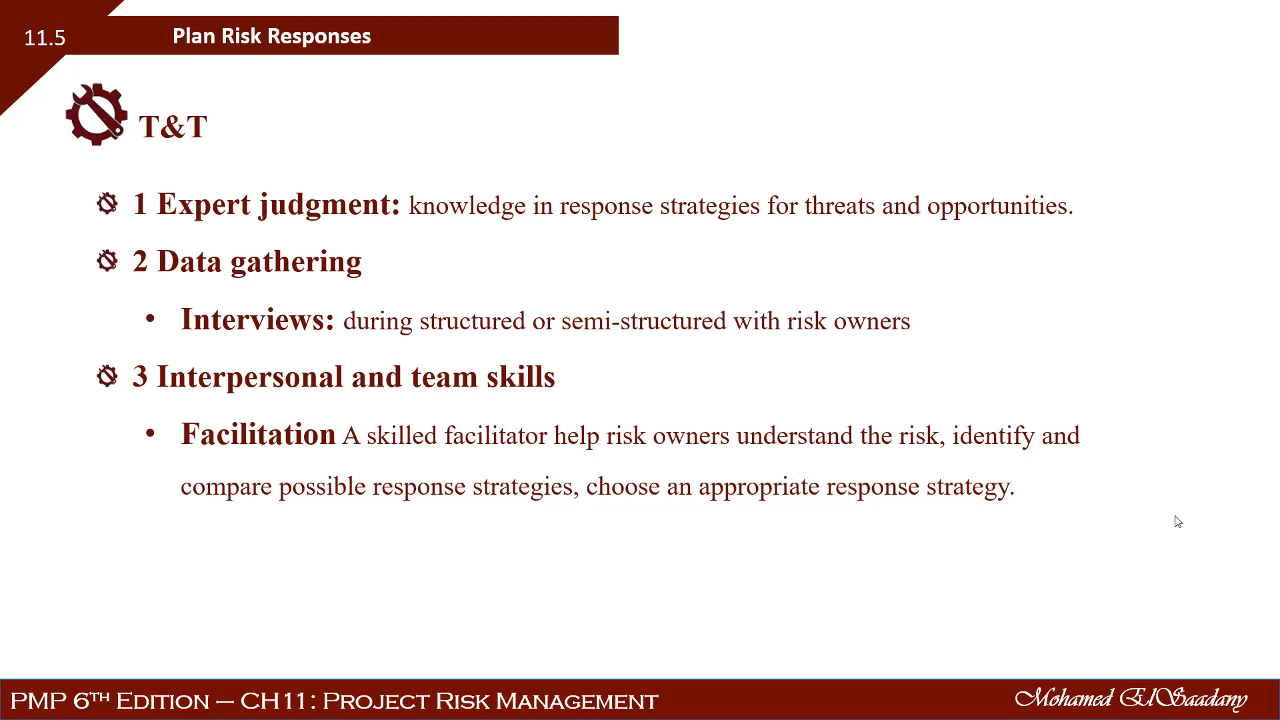 11.5
Plan Risk Responses
T&T
1 Expert judgment: knowledge in response strategies for threats and opportunities.
2 Data gathering
• Interviews: during structured or semi-structured with risk owners
3 Interpersonal and team skills
• Facilitation A skilled facilitator help risk owners understand the risk, identify and
compare possible response strategies, choose an appropriate response strategy.
PMP 6TH Edition – CH11: Project Risk Management
Mohamed ElSaadany